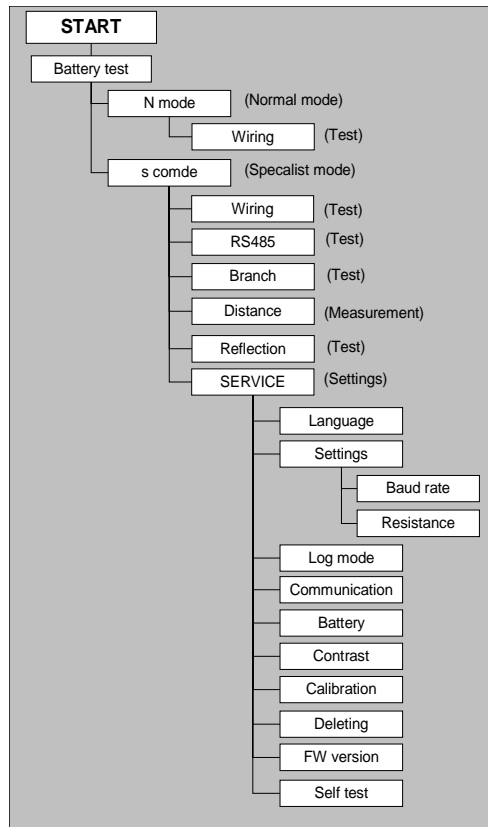 START
Battery test
N mode (Normal mode)
Wiring (Test)
s comde (Specalist mode)
Wiring (Test)
RS485 (Test)
Branch (Test)
Distance (Measurement)
Reflection (Test)
SERVICE (Settings)
Language
Settings
Baud rate
Resistance
Log mode
Communication
Battery
Contrast
Calibration
Deleting
FW version
Self test